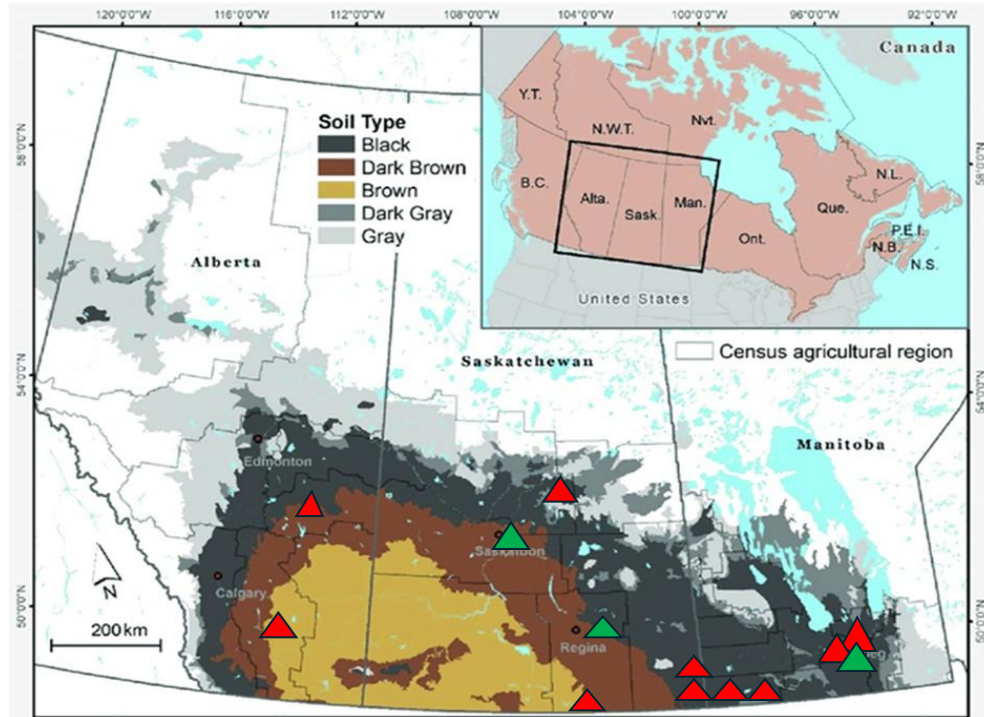 120°0'0"W 112°0'0"W 108°0'0"W 104°0'0"W 100°0'0"W 96°0'0"W 92°0'0"W
Canada
Y.T.
N.W.T.
Nvt.
B.C.
Alta.
Sask.
Man.
Ont.
Que.
N.L.
P.E.I.
N.B.
N.S.
United States
Soil Type
Black
Dark Brown
Brown
Dark Gray
Gray
58°0'0"N
58°0'0"N
Alberta
Saskatchewan
Census agricultural region
54°0'0"N
54°0'0"N
Manitoba
Edmonton
Saskatoon
Calgary
Regina
50°0'0"N
50°0'0"N
N
200 km